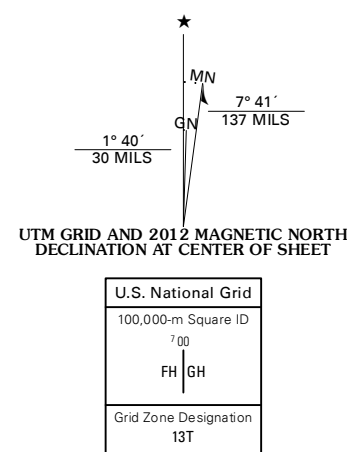 ★
MN
7° 41´
137 MILS
GN
1° 40´
30 MILS
UTM GRID AND 2012 MAGNETIC NORTH
DECLINATION AT CENTER OF SHEET
U.S. National Grid
100,000-m Square ID
7 00
FH GH
Grid Zone Designation
13T